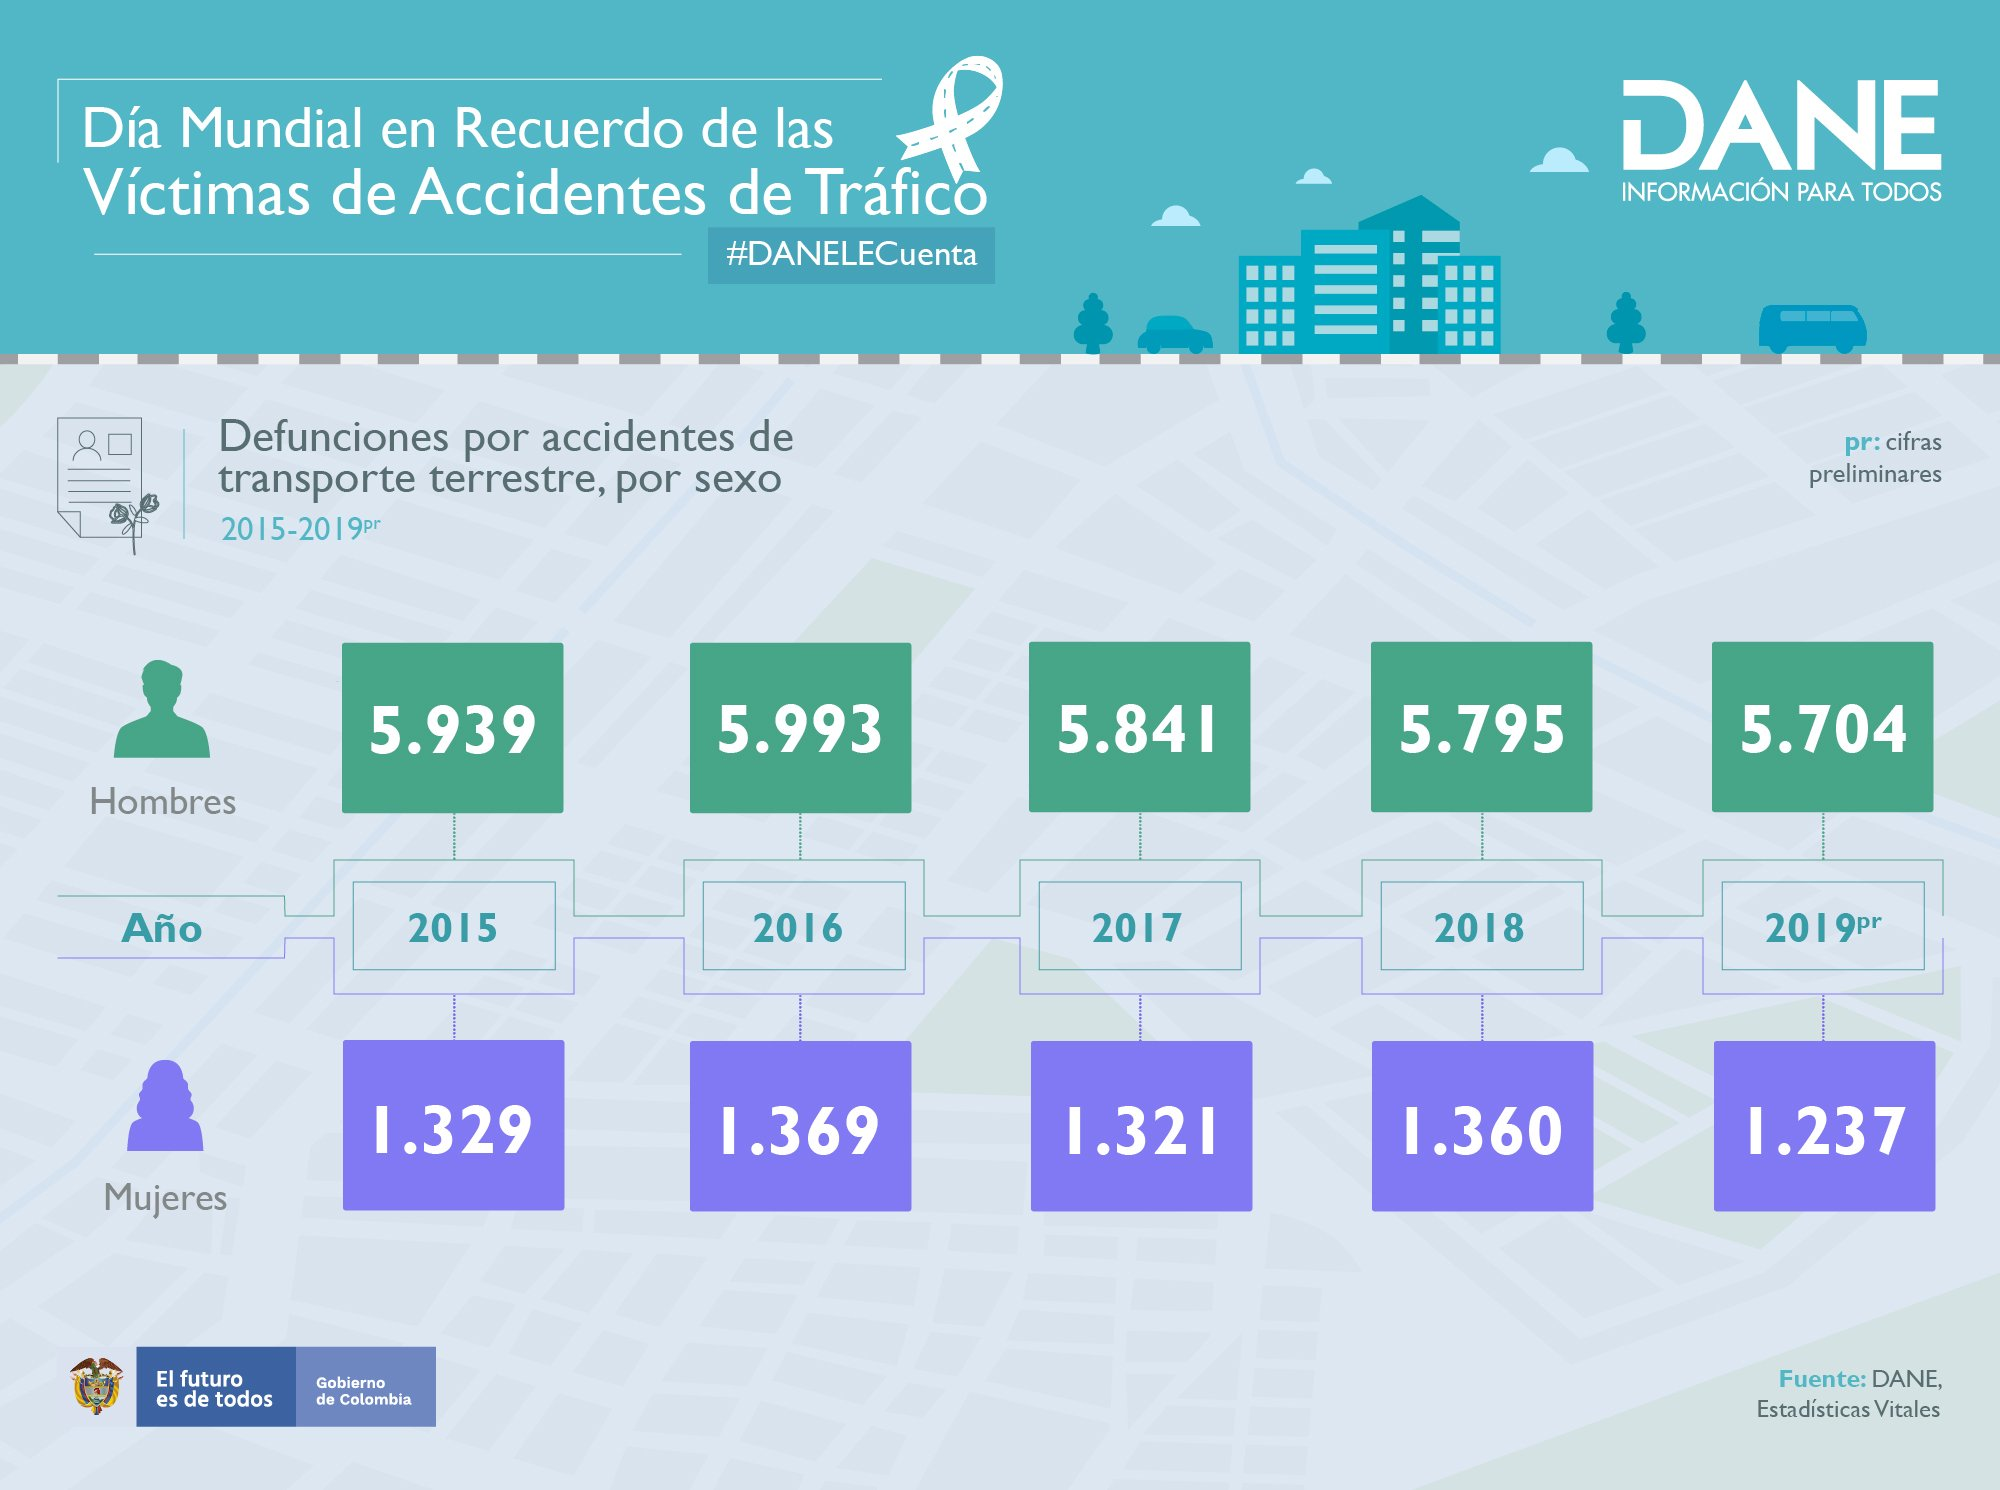 Día Mundial en Recuerdo de las
Víctimas de Accidentes de Tráfico
#DANELECuenta
DANE
INFORMACIÓN PARA TODOS
Defunciones por accidentes de
transporte terrestre, por sexo
2015-2019pr
pr: cifras
preliminares
Hombres
5.939
5.993
5.841
5.795
5.704
Año
2015
2016
2017
2018
2019pr
Mujeres
1.329
1.369
1.321
1.360
1.237
El futuro
es de todos
Gobierno
de Colombia
Fuente: DANE,
Estadísticas Vitales